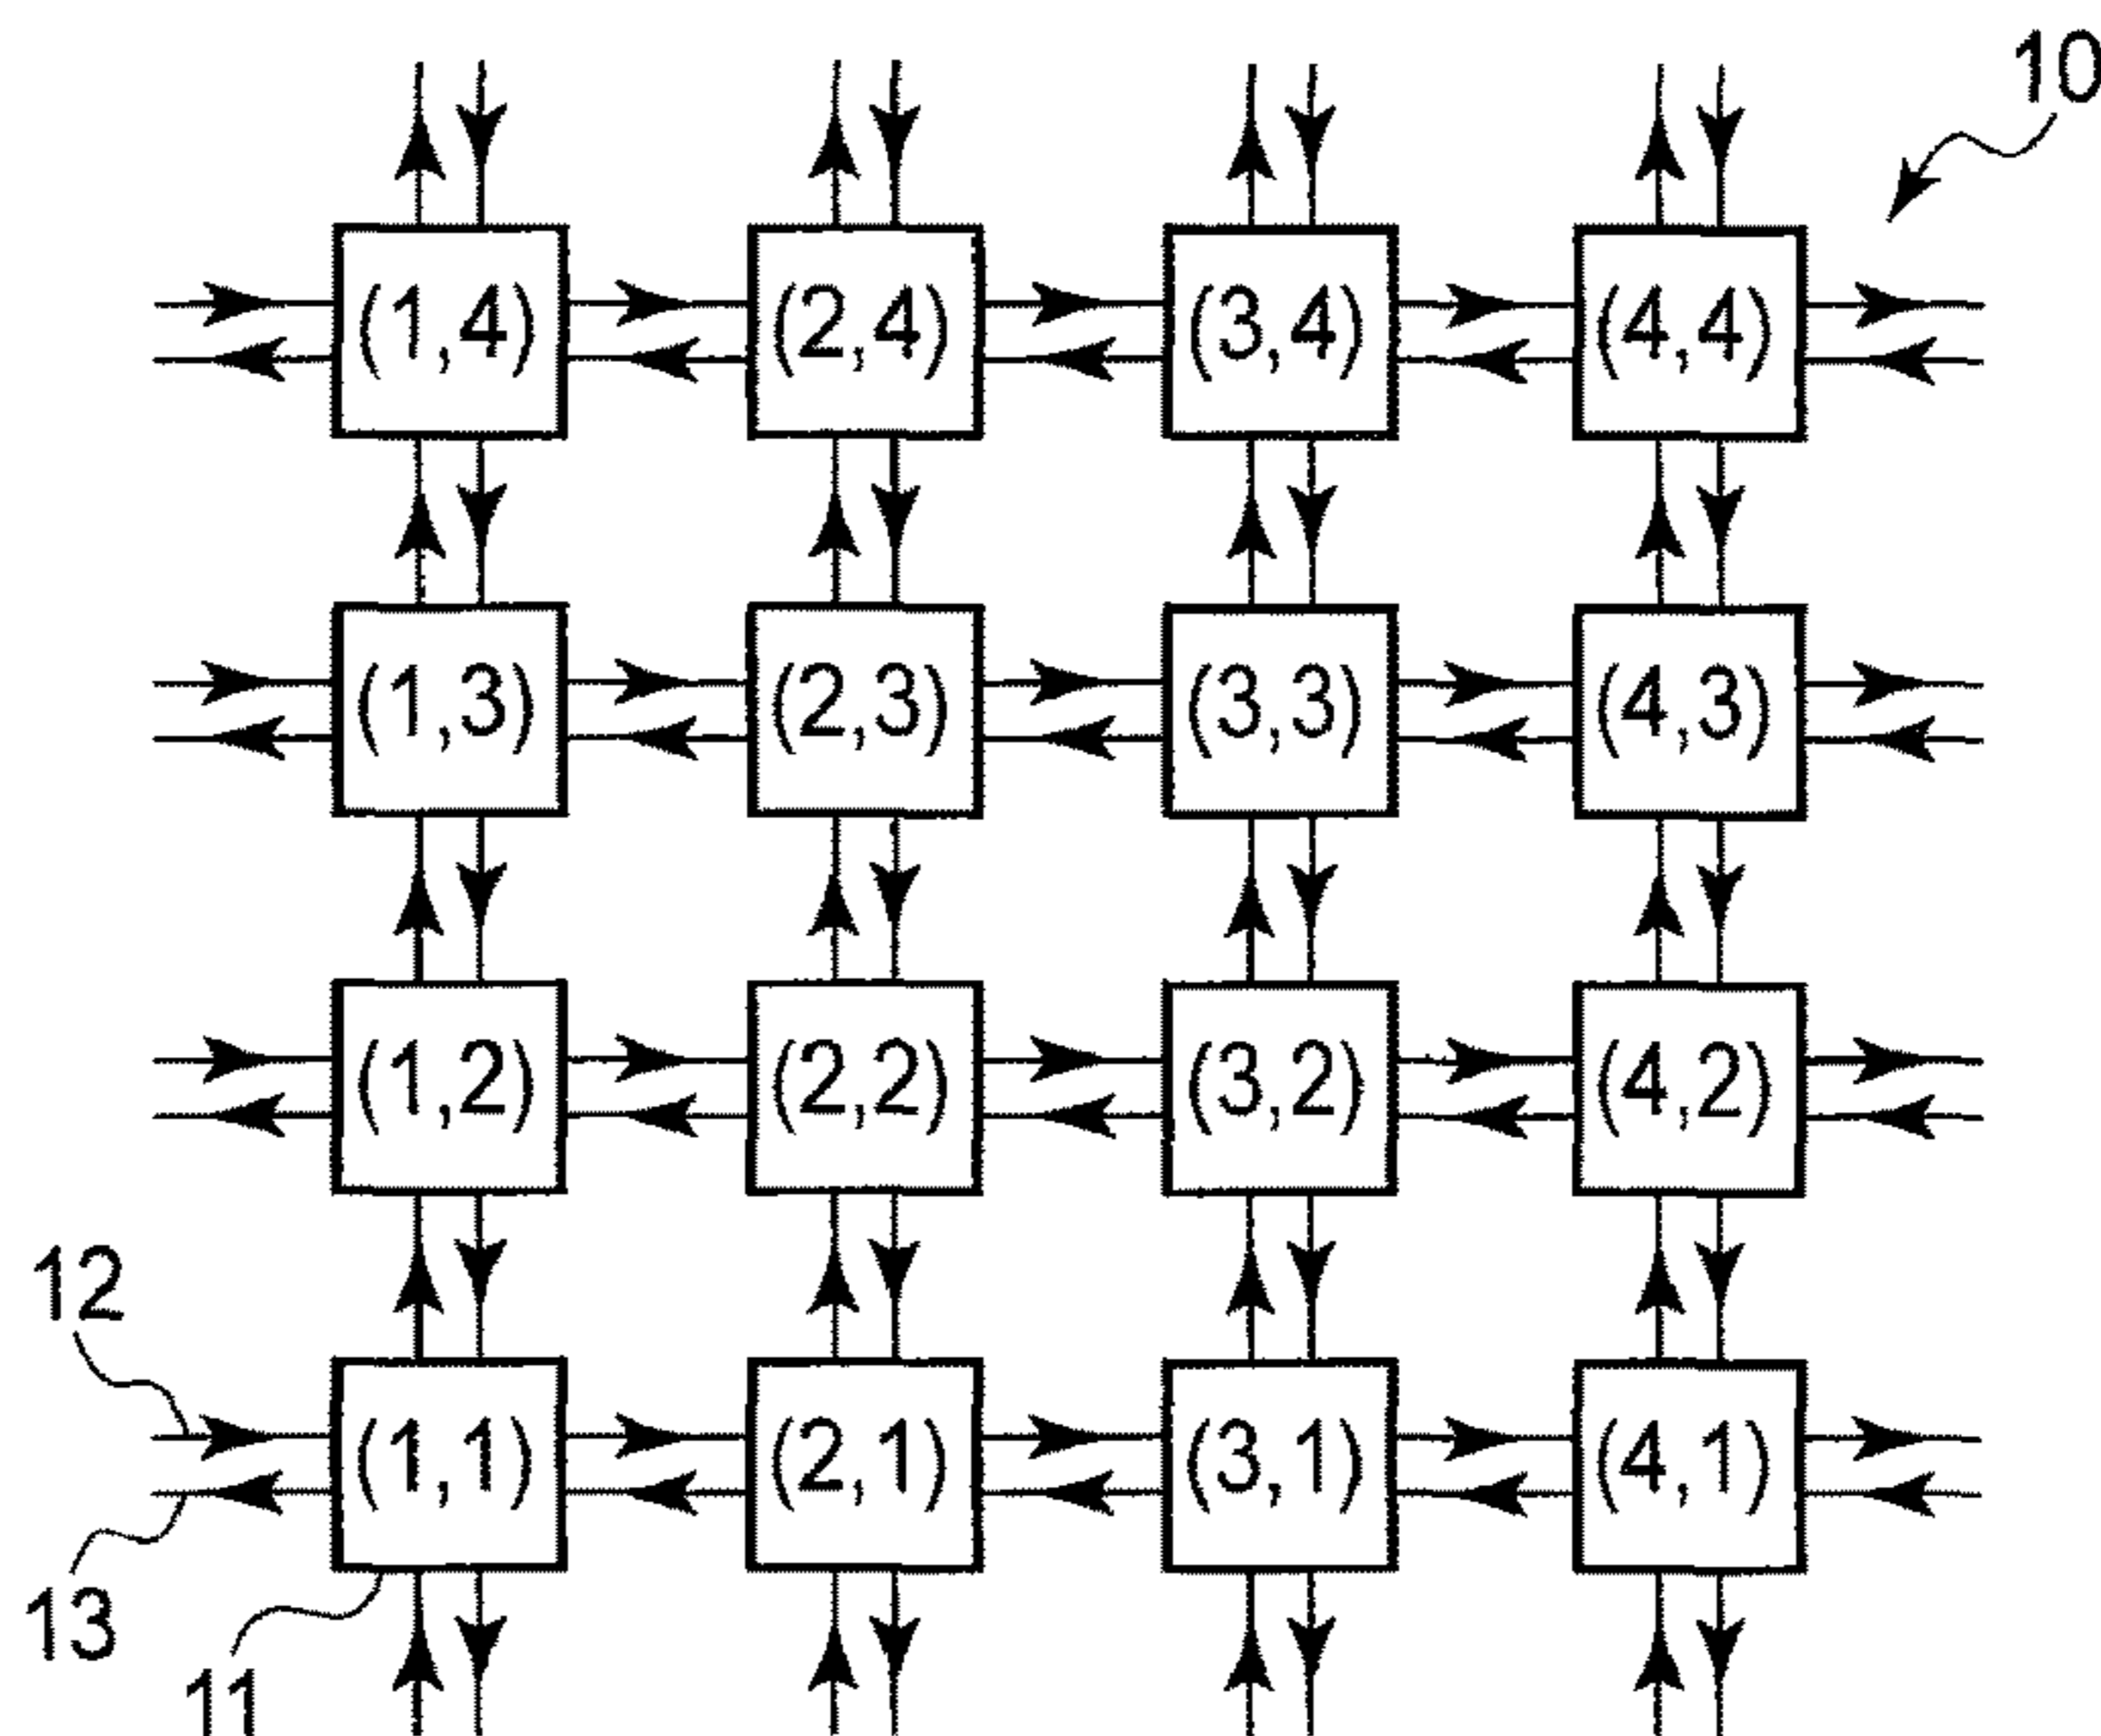 10
(1,4) (2,4) (3,4) (4,4)
(1,3) (2,3) (3,3) (4,3)
(1,2) (2,2) (3,2) (4,2)
12
(1,1) (2,1) (3,1) (4,1)
13
11